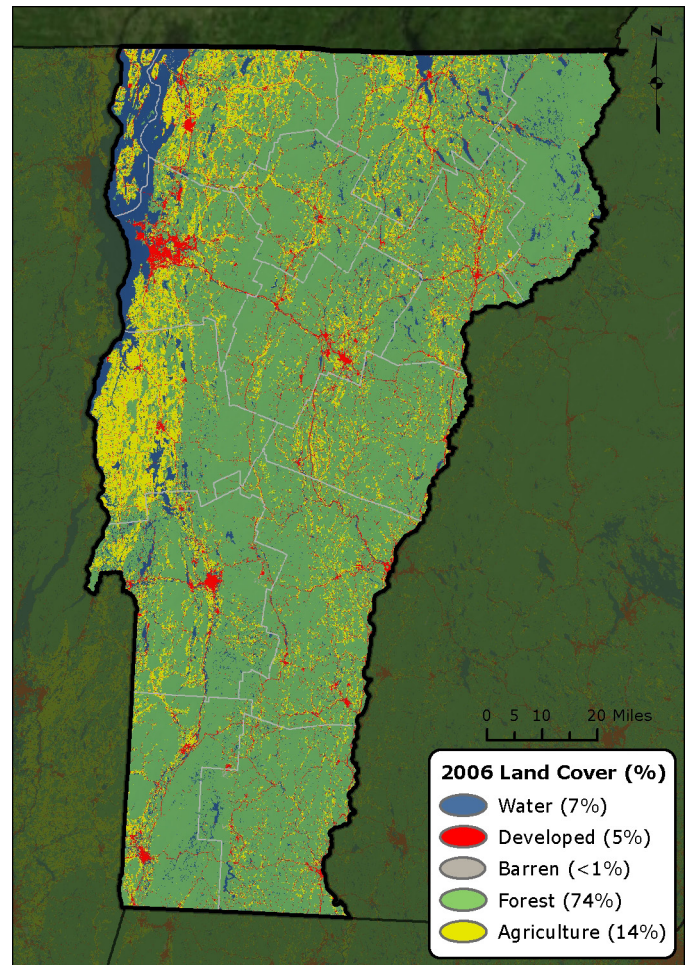 N
0 5 10 20 Miles
2006 Land Cover (%)
Water (7%)
Developed (5%)
Barren (<1%)
Forest (74%)
Agriculture (14%)